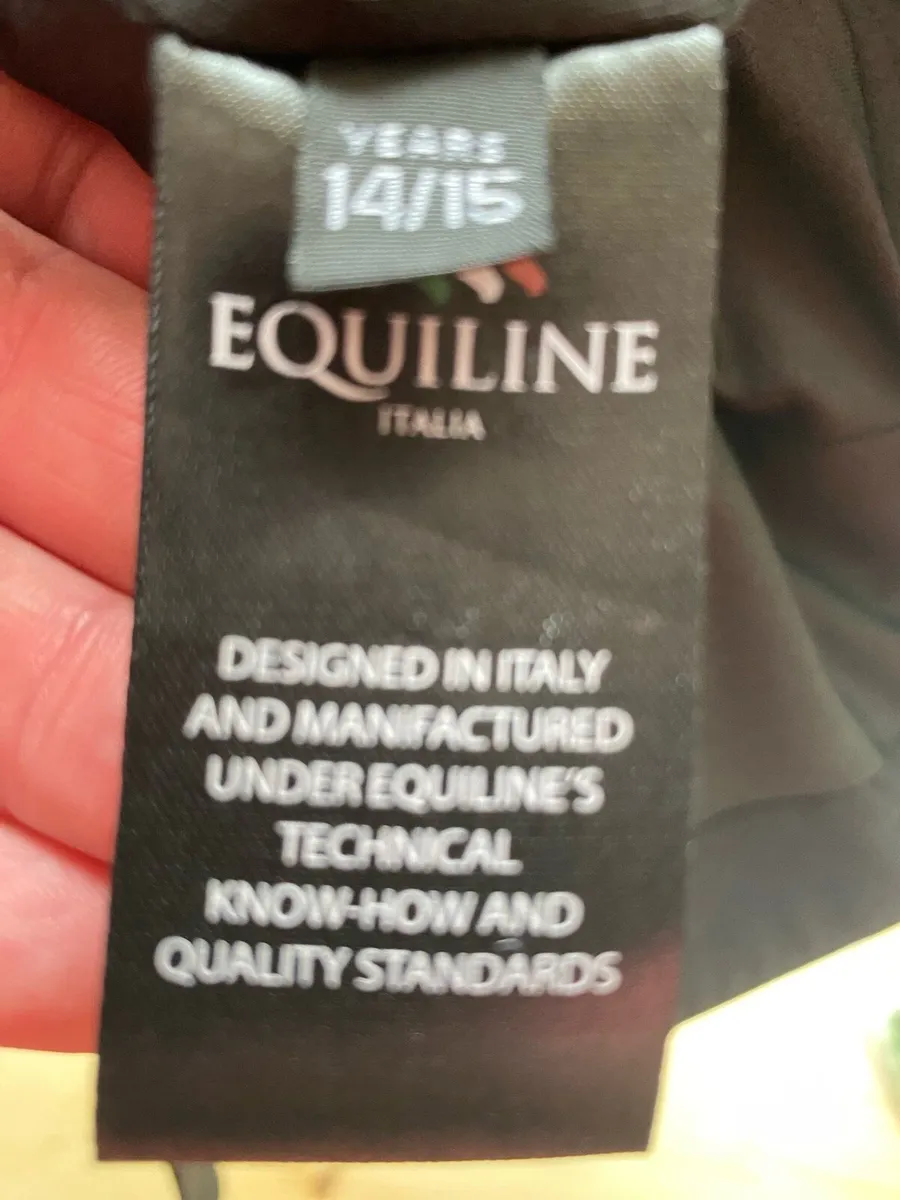 YEARS
14/15
EQUILINE
ITALIA
DESIGNED IN ITALY
AND MANIFACTURED
UNDER EQUILINE'S
TECHNICAL
KNOW-HOW AND
QUALITY STANDARDS